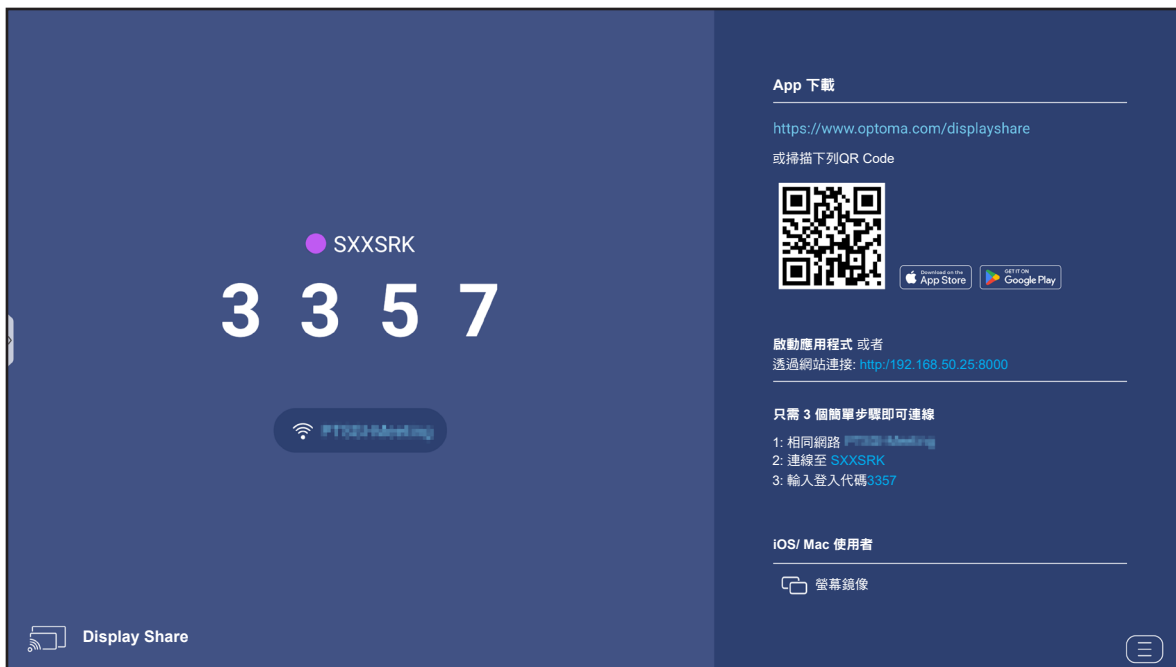 SXXSRK
3 3 5 7
Display Share
App 下載
https://www.optoma.com/displayshare
或掃描下列QR Code
Download on the
App Store
GET IT ON
Google Play
啟動應用程式 或者
透過網站連接: http:/192.168.50.25:8000
只需 3 個簡單步驟即可連線
1: 相同網路
2: 連線至 SXXSRK
3: 輸入登入代碼3357
iOS/ Mac 使用者
螢幕鏡像